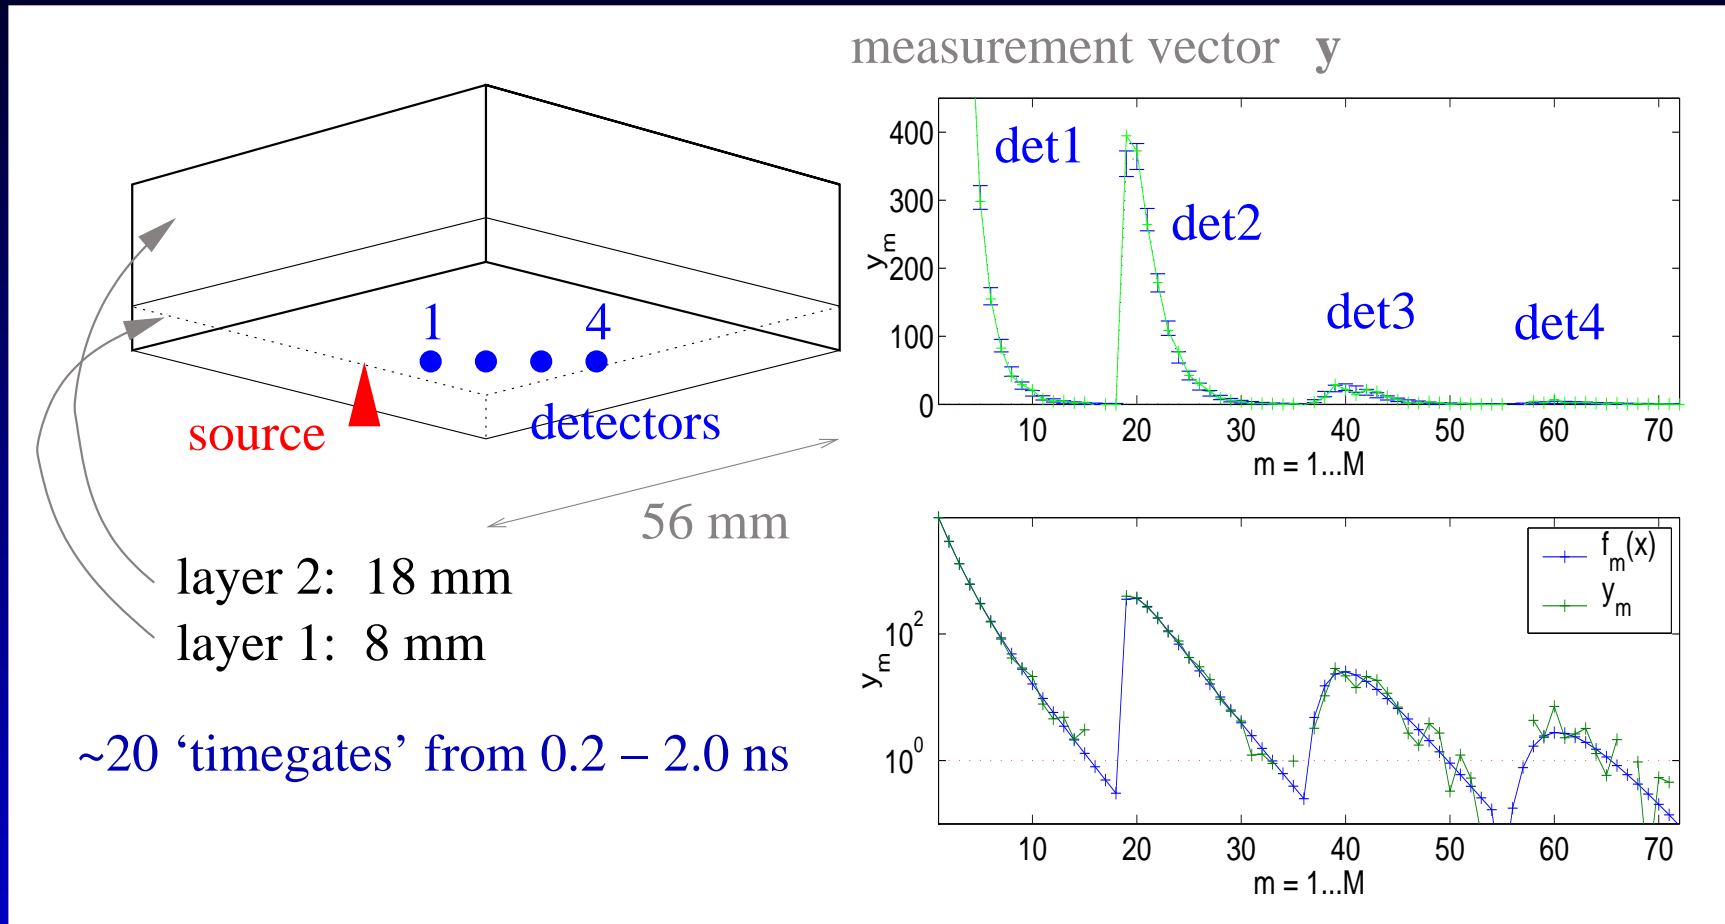 measurement vector y
1
4
source
detectors
56 mm
layer 2: 18 mm
layer 1: 8 mm
~20 ‘timegates’ from 0.2 – 2.0 ns
400
300
200
100
0
y_m
det1
det2
det3
det4
10 20 30 40 50 60 70
m = 1...M
f_m(x)
y_m
10^2
10^0
y_m
10 20 30 40 50 60 70
m = 1...M